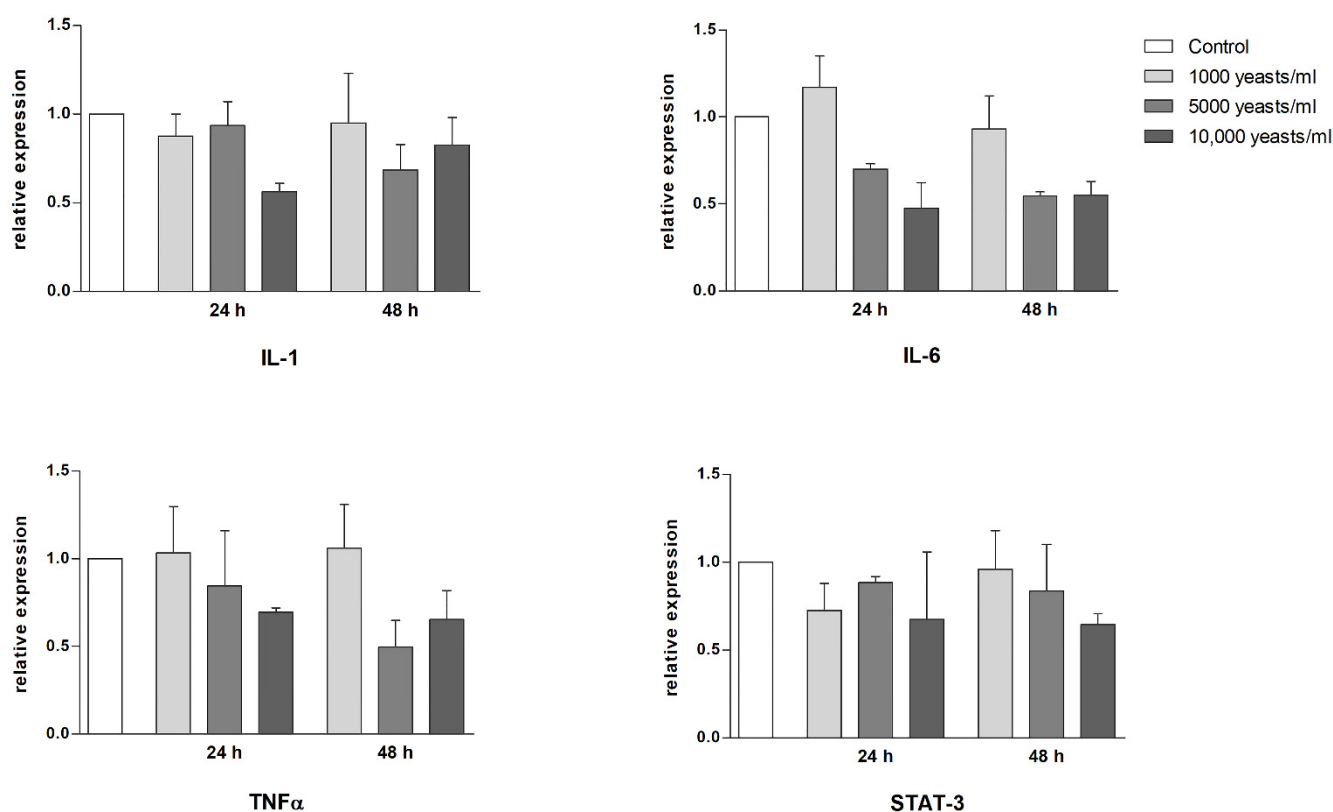 1.5
1.0
0.5
0.0
relative expression
24 h
48 h
IL-1
1.5
1.0
0.5
0.0
relative expression
24 h
48 h
IL-6
Control
1000 yeasts/ml
5000 yeasts/ml
10,000 yeasts/ml
1.5
1.0
0.5
0.0
relative expression
24 h
48 h
TNFα
1.5
1.0
0.5
0.0
relative expression
24 h
48 h
STAT-3